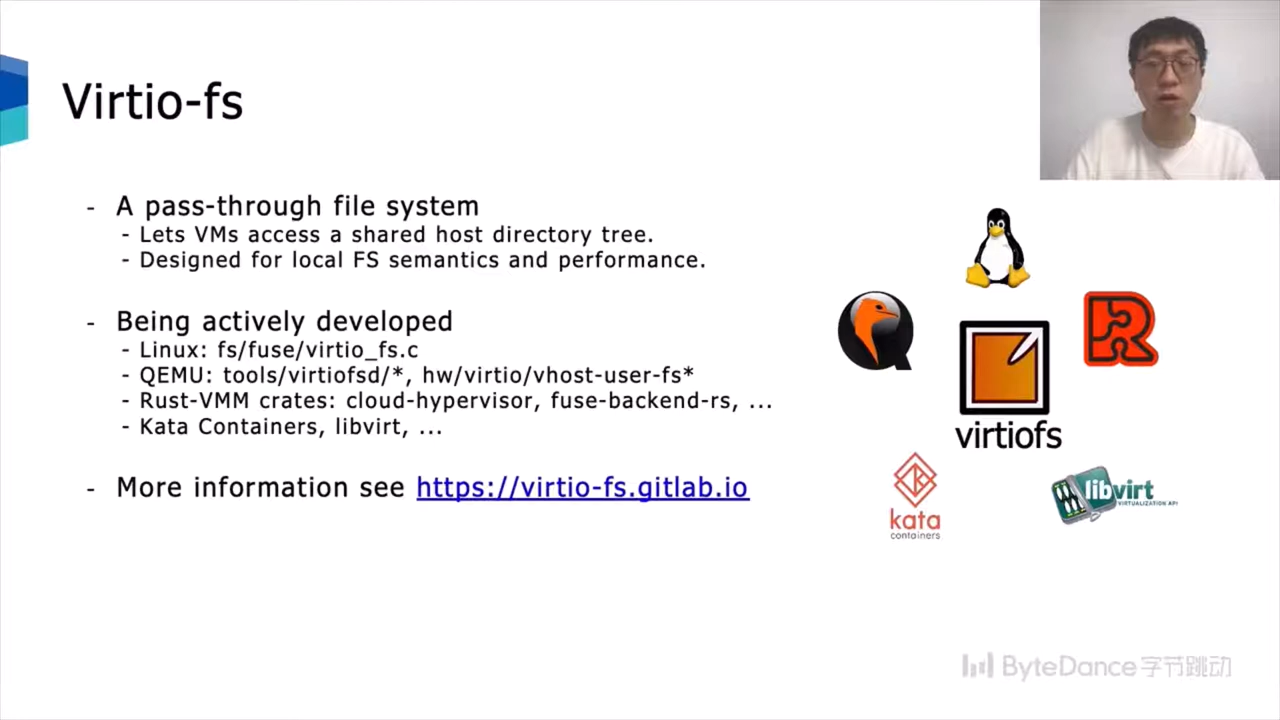 Virtio-fs
- A pass-through file system
- Lets VMs access a shared host directory tree.
- Designed for local FS semantics and performance.
- Being actively developed
- Linux: fs/fuse/virtio_fs.c
- QEMU: tools/virtiofsd/*, hw/virtio/vhost-user-fs*
- Rust-VMM crates: cloud-hypervisor, fuse-backend-rs, ...
- Kata Containers, libvirt, ...
- More information see https://virtio-fs.gitlab.io
R
virtiofs
kata
containers
libvirt
VIRTUALIZATION API
ByteDance字节跳动